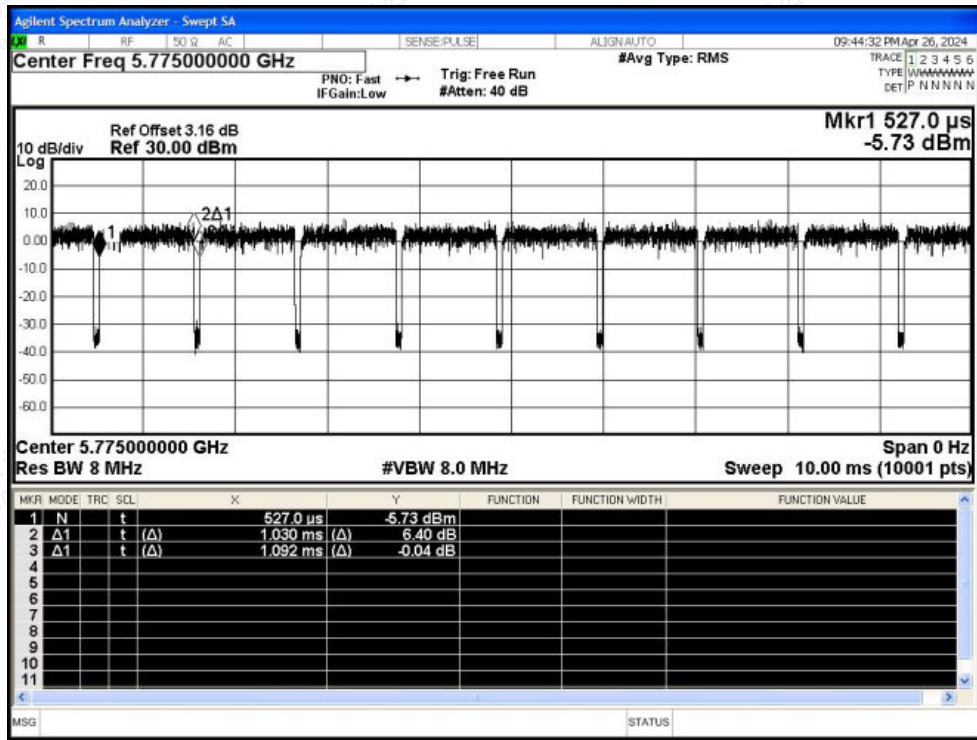 Agilent Spectrum Analyzer - Swept SA
R RF 50 Ω AC SENSE:PULSE ALIGNAUTO 09:44:32 PM Apr 26, 2024
Center Freq 5.775000000 GHz
#Avg Type: RMS
TRACE 1 2 3 4 5 6
PNO: Fast Trig: Free Run
TYPE
IFGain:Low #Atten: 40 dB
DET P N N N N N
Mkr1 527.0 µs
Ref Offset 3.16 dB
10 dB/div Ref 30.00 dBm
-5.73 dBm
Log
20.0
10.0
2Δ1
1
0.00
-10.0
-20.0
-30.0
-40.0
-50.0
-60.0
Center 5.775000000 GHz Span 0 Hz
Res BW 8 MHz #VBW 8.0 MHz Sweep 10.00 ms (10001 pts)
MKR MODE TRC SCL X Y FUNCTION FUNCTION WIDTH FUNCTION VALUE
1 N t 527.0 µs -5.73 dBm
2 Δ1 t (Δ) 1.030 ms (Δ) 6.40 dB
3 Δ1 t (Δ) 1.092 ms (Δ) -0.04 dB
4
5
6
7
8
9
10
11
MSG STATUS